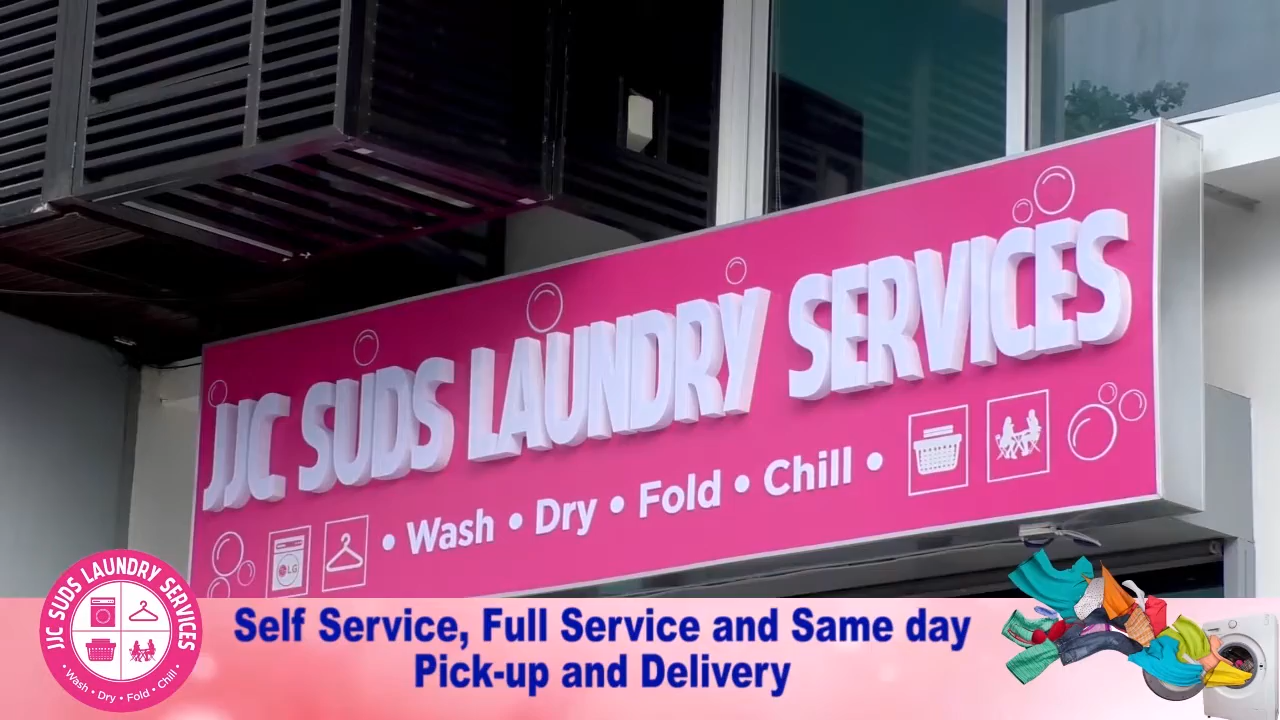 JJC SUDS LAUNDRY SERVICES
LG
• Wash • Dry • Fold • Chill •
JJC SUDS LAUNDRY SERVICES
• Wash • Dry • Fold • Chill •
Self Service, Full Service and Same day
Pick-up and Delivery